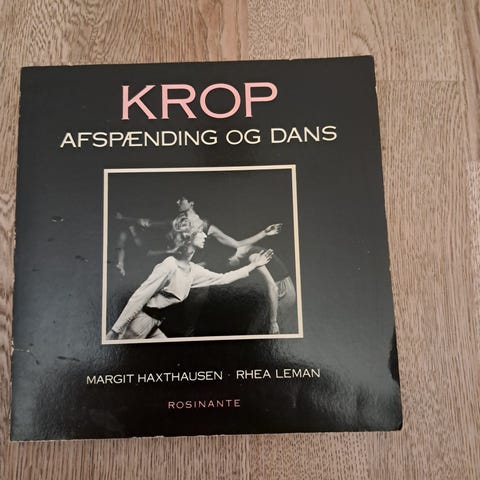 KROP
AFSPÆNDING OG DANS
MARGIT HAXTHAUSEN · RHEA LEMAN
ROSINANTE